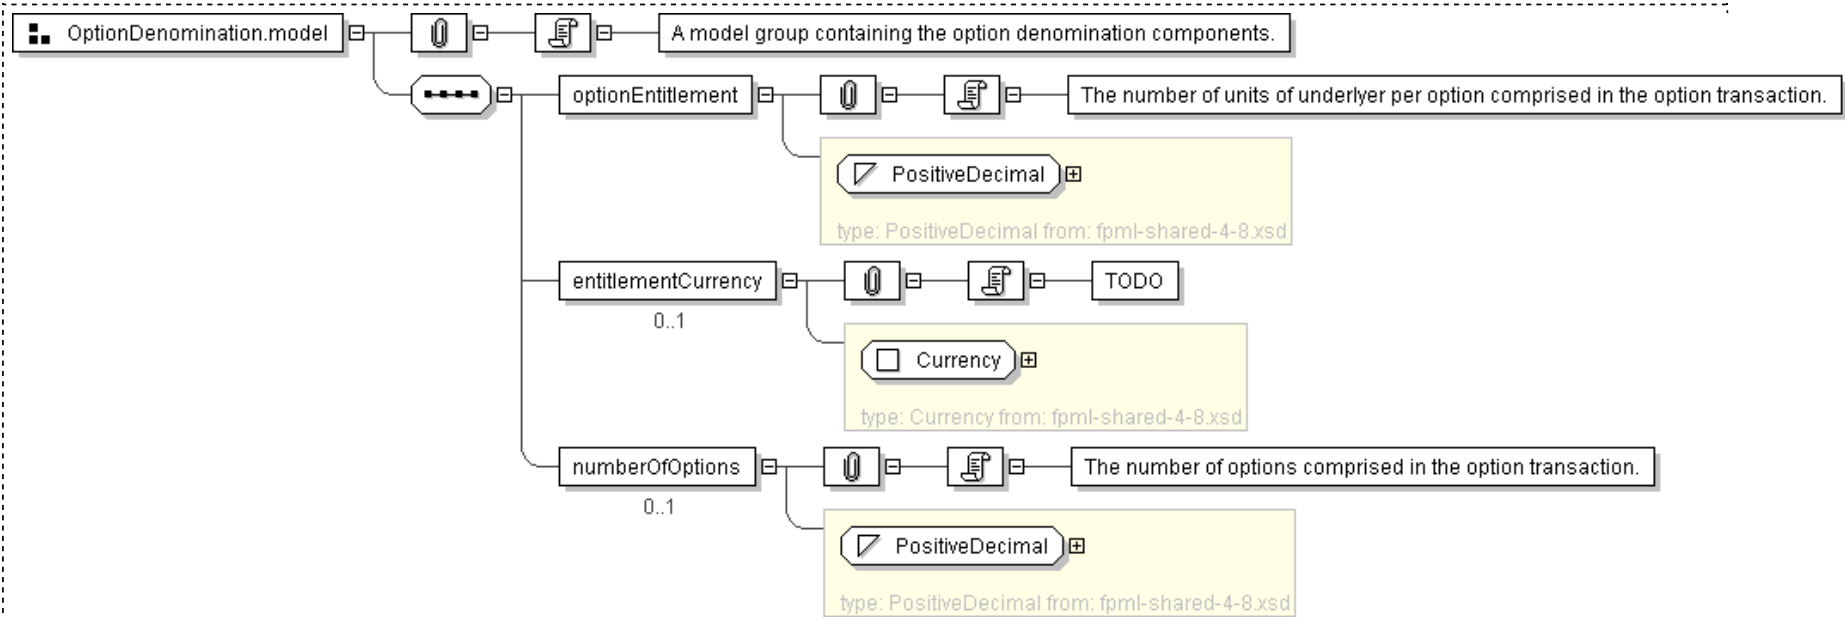 OptionDenomination.model
A model group containing the option denomination components.
optionEntitlement
The number of units of underlyer per option comprised in the option transaction.
PositiveDecimal
type: PositiveDecimal from: fpml-shared-4-8.xsd
entitlementCurrency
TODO
0..1
Currency
type: Currency from: fpml-shared-4-8.xsd
numberOfOptions
The number of options comprised in the option transaction.
0..1
PositiveDecimal
type: PositiveDecimal from: fpml-shared-4-8.xsd